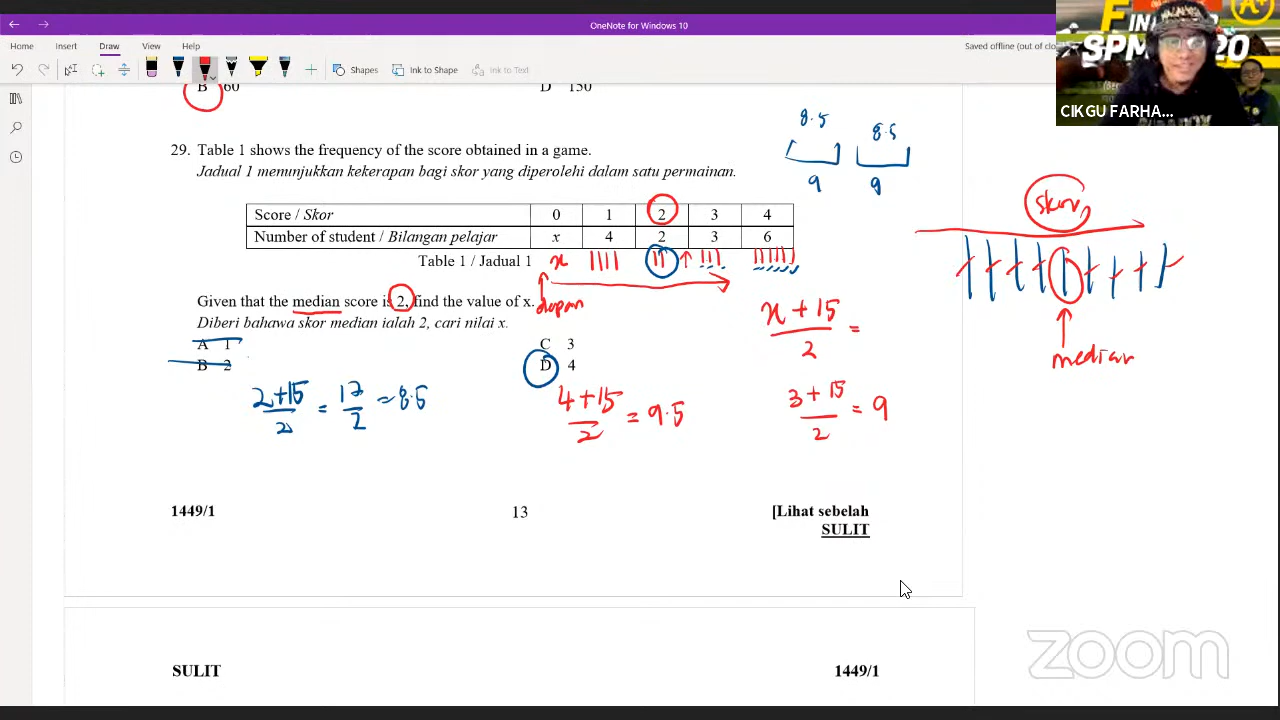 OneNote for Windows 10
Home Insert Draw View Help
Saved offline (out of
Shapes Ink to Shape Ink to Text
CIKGU FARHA...
B 60 D 150
8.5 8.5
9 9
29. Table 1 shows the frequency of the score obtained in a game.
Jadual 1 memunjukkan kekerapan bagi skor yang diperolehi dalam satu permainan.
Score / Skor 0 1 2 3 4
Number of student / Bilangan pelajar x 4 2 3 6
Table 1 / Jadual 1 x
skor
Given that the median score is 2, find the value of x.
Diberi bahawa skor median ialah 2, cari nilai x.
depan
x + 15 / 2 =
median
A 1 C 3
B 2 D 4
2+15 / 2 = 17 / 2 = 8.5
4+15 / 2 = 9.5
3+15 / 2 = 9
1449/1 13 [Lihat sebelah
SULIT
zoom
SULIT 1449/1